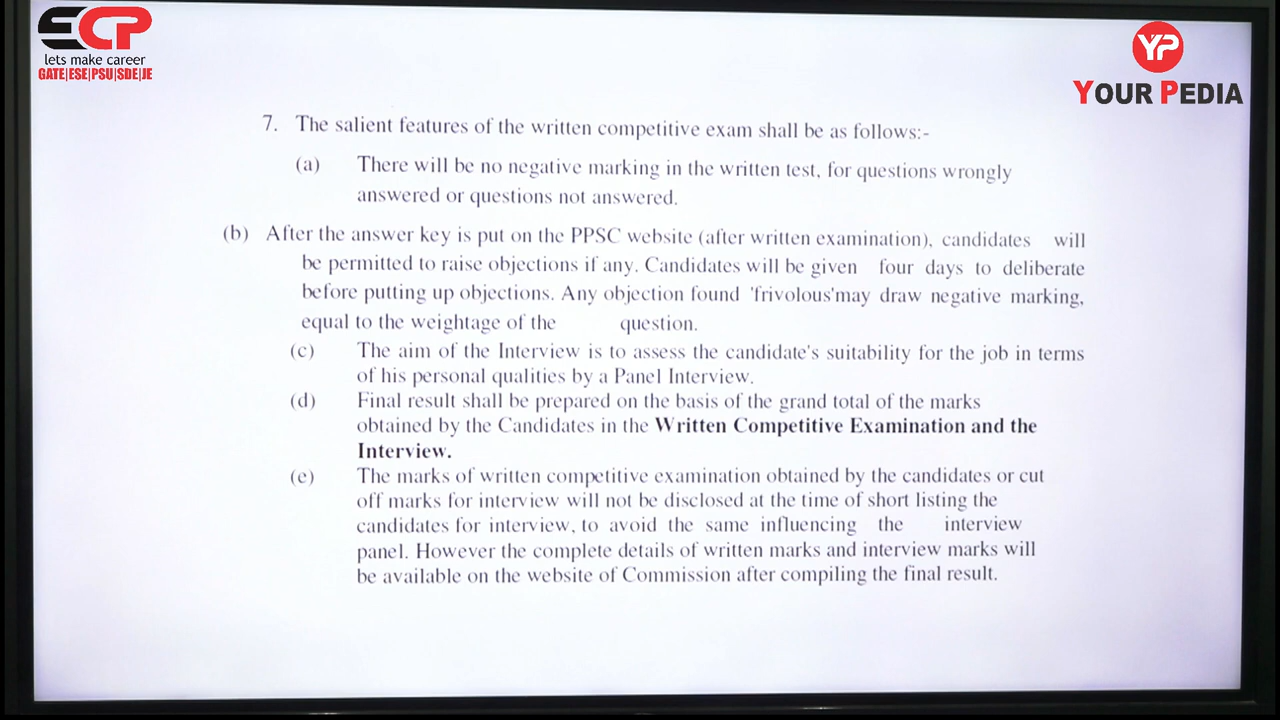 ECP
lets make career
GATE|ESE|PSU|SDE|JE
YP
YOUR PEDIA
7. The salient features of the written competitive exam shall be as follows:-
(a) There will be no negative marking in the written test, for questions wrongly
answered or questions not answered.
(b) After the answer key is put on the PPSC website (after written examination), candidates will
be permitted to raise objections if any. Candidates will be given four days to deliberate
before putting up objections. Any objection found 'frivolous'may draw negative marking,
equal to the weightage of the question.
(c) The aim of the Interview is to assess the candidate's suitability for the job in terms
of his personal qualities by a Panel Interview.
(d) Final result shall be prepared on the basis of the grand total of the marks
obtained by the Candidates in the Written Competitive Examination and the
Interview.
(e) The marks of written competitive examination obtained by the candidates or cut
off marks for interview will not be disclosed at the time of short listing the
candidates for interview, to avoid the same influencing the interview
panel. However the complete details of written marks and interview marks will
be available on the website of Commission after compiling the final result.